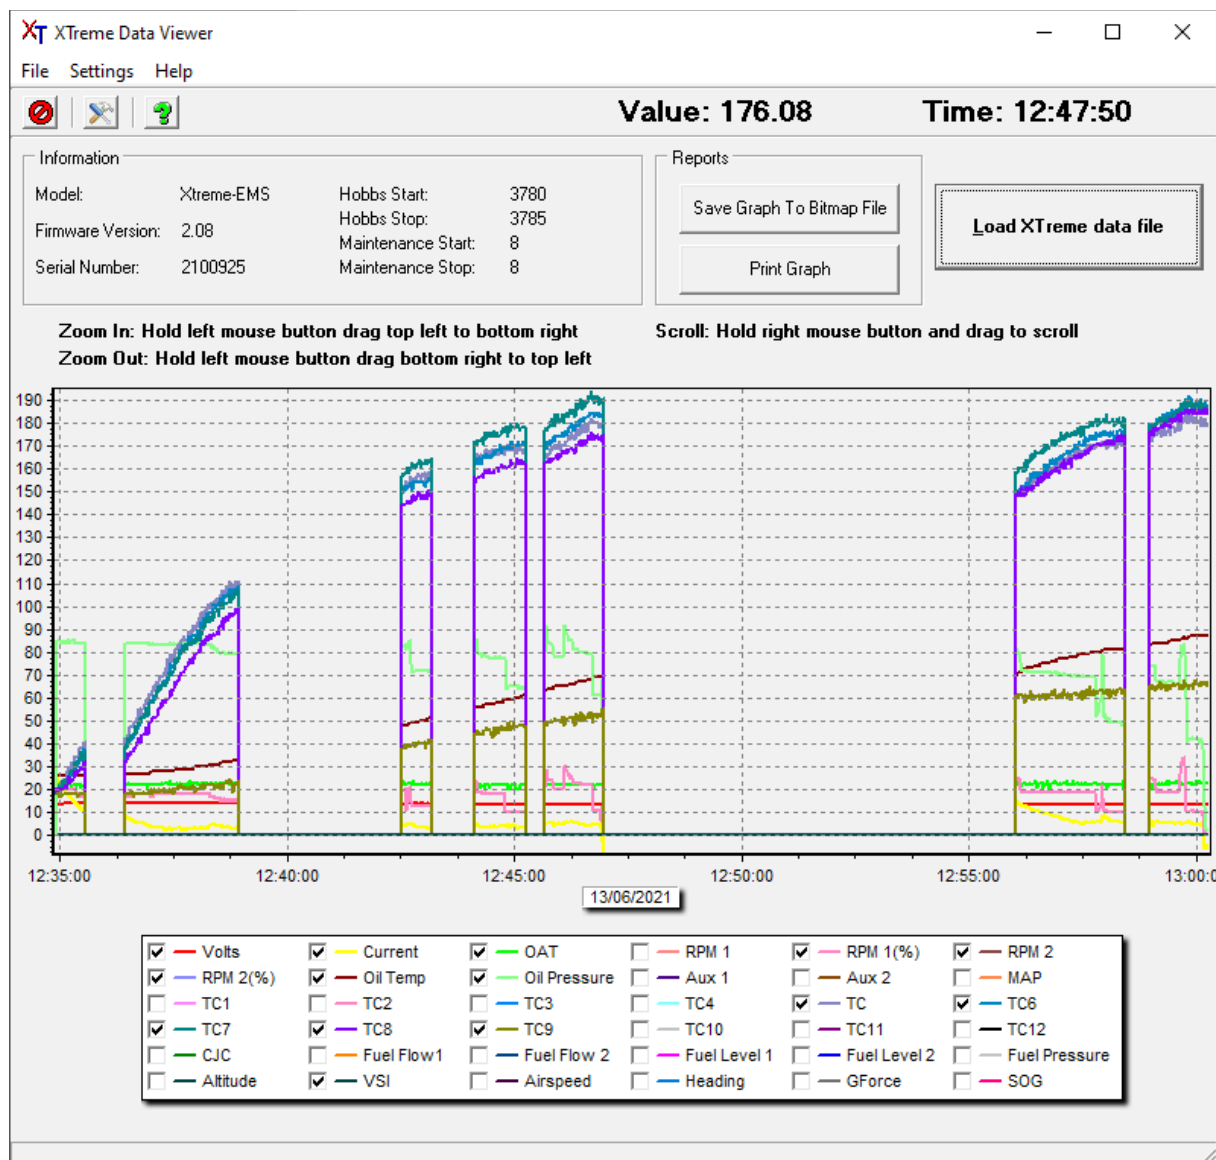 XT XTreme Data Viewer
File Settings Help
Value: 176.08 Time: 12:47:50
Information
Model: Xtreme-EMS Hobbs Start: 3780
Hobbs Stop: 3785
Firmware Version: 2.08 Maintenance Start: 8
Serial Number: 2100925 Maintenance Stop: 8
Reports
Save Graph To Bitmap File
Print Graph
Load XTreme data file
Zoom In: Hold left mouse button drag top left to bottom right Scroll: Hold right mouse button and drag to scroll
Zoom Out: Hold left mouse button drag bottom right to top left
190
180
170
160
150
140
130
120
110
100
90
80
70
60
50
40
30
20
10
0
12:35:00 12:40:00 12:45:00 12:50:00 12:55:00 13:00:0
13/06/2021
Volts Current OAT RPM 1 RPM 1(%) RPM 2
RPM 2(%) Oil Temp Oil Pressure Aux 1 Aux 2 MAP
TC1 TC2 TC3 TC4 TC TC6
TC7 TC8 TC9 TC10 TC11 TC12
CJC Fuel Flow1 Fuel Flow 2 Fuel Level 1 Fuel Level 2 Fuel Pressure
Altitude VSI Airspeed Heading GForce SOG